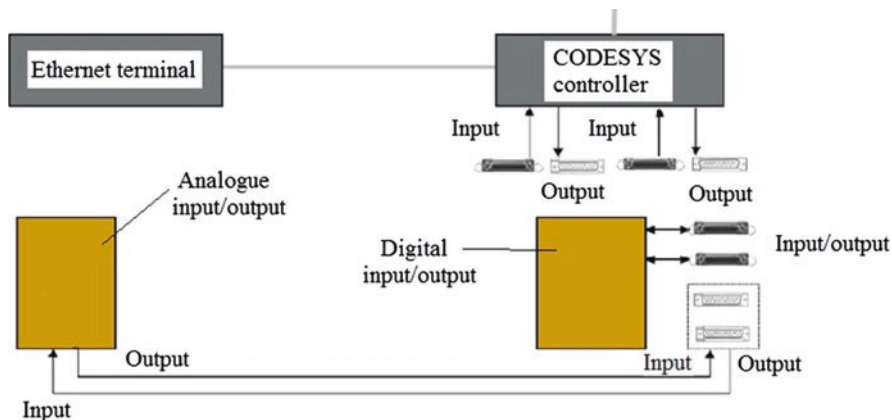 Ethernet terminal
CODESYS
controller
Input
Input
Output
Output
Analogue
input/output
Digital
input/output
Input/output
Output
Input
Output
Input